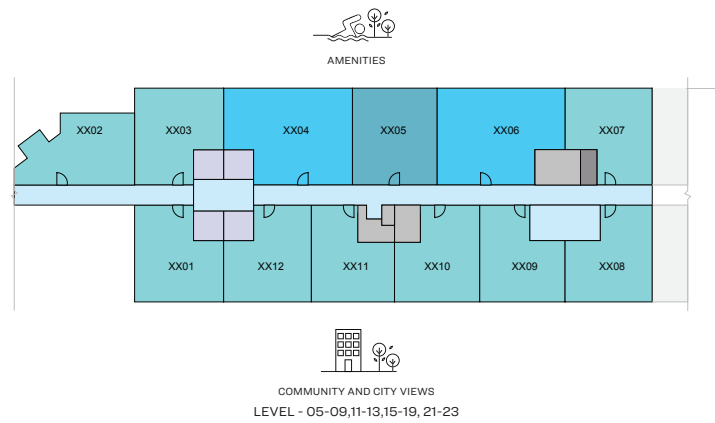 AMENITIES
XX02
XX03
XX04
XX05
XX06
XX07
XX01
XX12
XX11
XX10
XX09
XX08
COMMUNITY AND CITY VIEWS
LEVEL - 05-09,11-13,15-19, 21-23